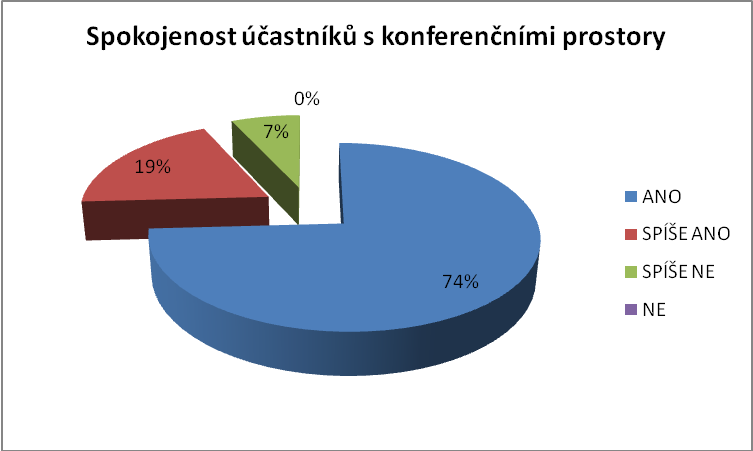 Spokojenost účastníků s konferenčními prostory
0%
7%
19%
74%
ANO
SPÍŠE ANO
SPÍŠE NE
NE